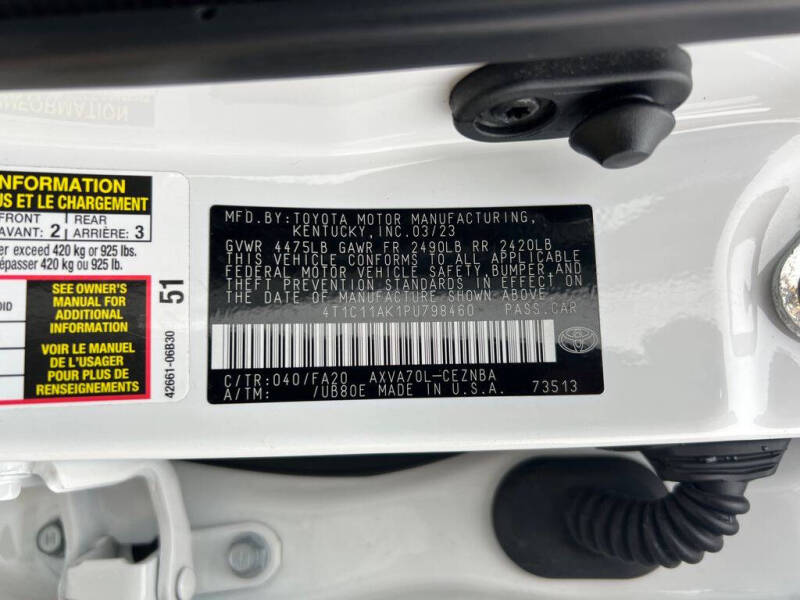 NFORMATION
US ET LE CHARGEMENT
FRONT
AVANT: 2
REAR
ARRIÈRE: 3
er exceed 420 kg or 925 lbs.
épasser 420 kg ou 925 lb.
SEE OWNER'S
MANUAL FOR
ADDITIONAL
INFORMATION
VOIR LE MANUEL
DE L'USAGER
POUR PLUS DE
RENSEIGNEMENTS
51
42661-06B30
MFD.BY:TOYOTA MOTOR MANUFACTURING,
KENTUCKY,INC.03/23
GVWR 4475LB GAWR FR 2490LB RR 2420LB
THIS VEHICLE CONFORMS TO ALL APPLICABLE
FEDERAL MOTOR VEHICLE SAFETY,BUMPER,AND
THEFT PREVENTION STANDARDS IN EFFECT ON
THE DATE OF MANUFACTURE SHOWN ABOVE.
4T1C11AK1PU798460 PASS.CAR
C/TR:040/FA20 AXVA70L-CEZNBA
A/TM: /UB80E MADE IN U.S.A. 73513